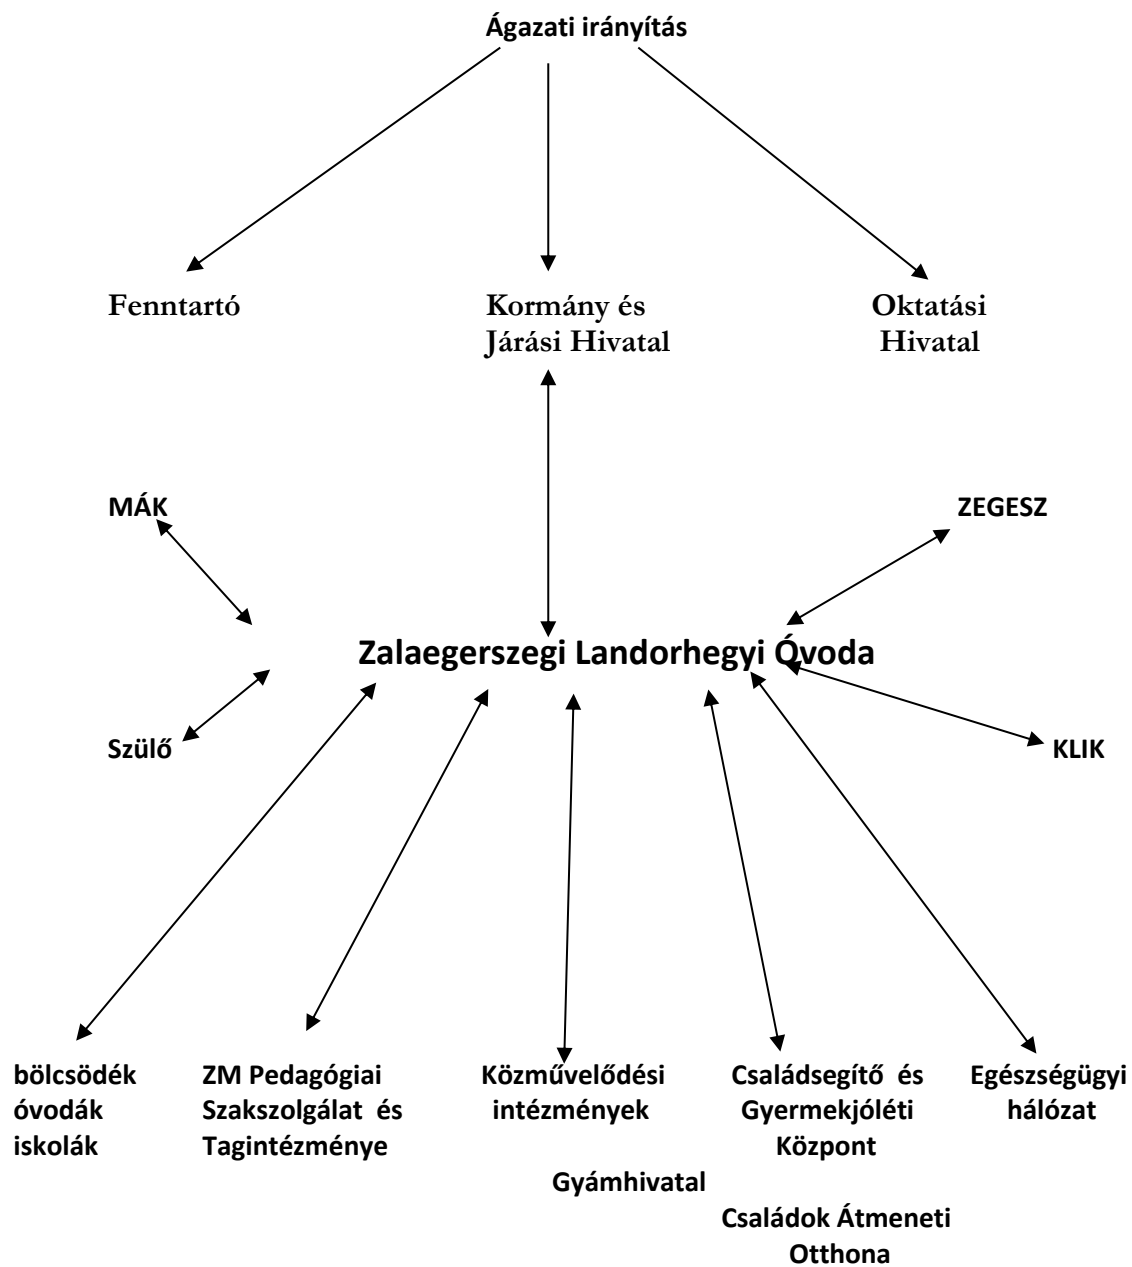 Ágazati irányítás
Fenntartó
Kormány és
Járási Hivatal
Oktatási
Hivatal
MÁK
ZEGESZ
Zalaegerszegi Landorhegyi Óvoda
Szülő
KLIK
bölcsödék
óvodák
iskolák
ZM Pedagógiai
Szakszolgálat és
Tagintézménye
Közművelődési
intézmények
Családsegítő és
Gyermekjóléti
Központ
Egészségügyi
hálózat
Gyámhivatal
Családok Átmeneti
Otthona